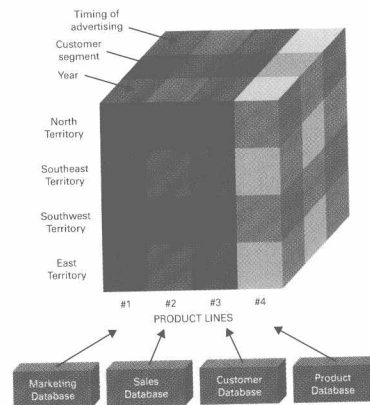 Timing of
advertising
Customer
segment
Year
North
Territory
Southeast
Territory
Southwest
Territory
East
Territory
#1 #2 #3 #4
PRODUCT LINES
Marketing
Database
Sales
Database
Customer
Database
Product
Database